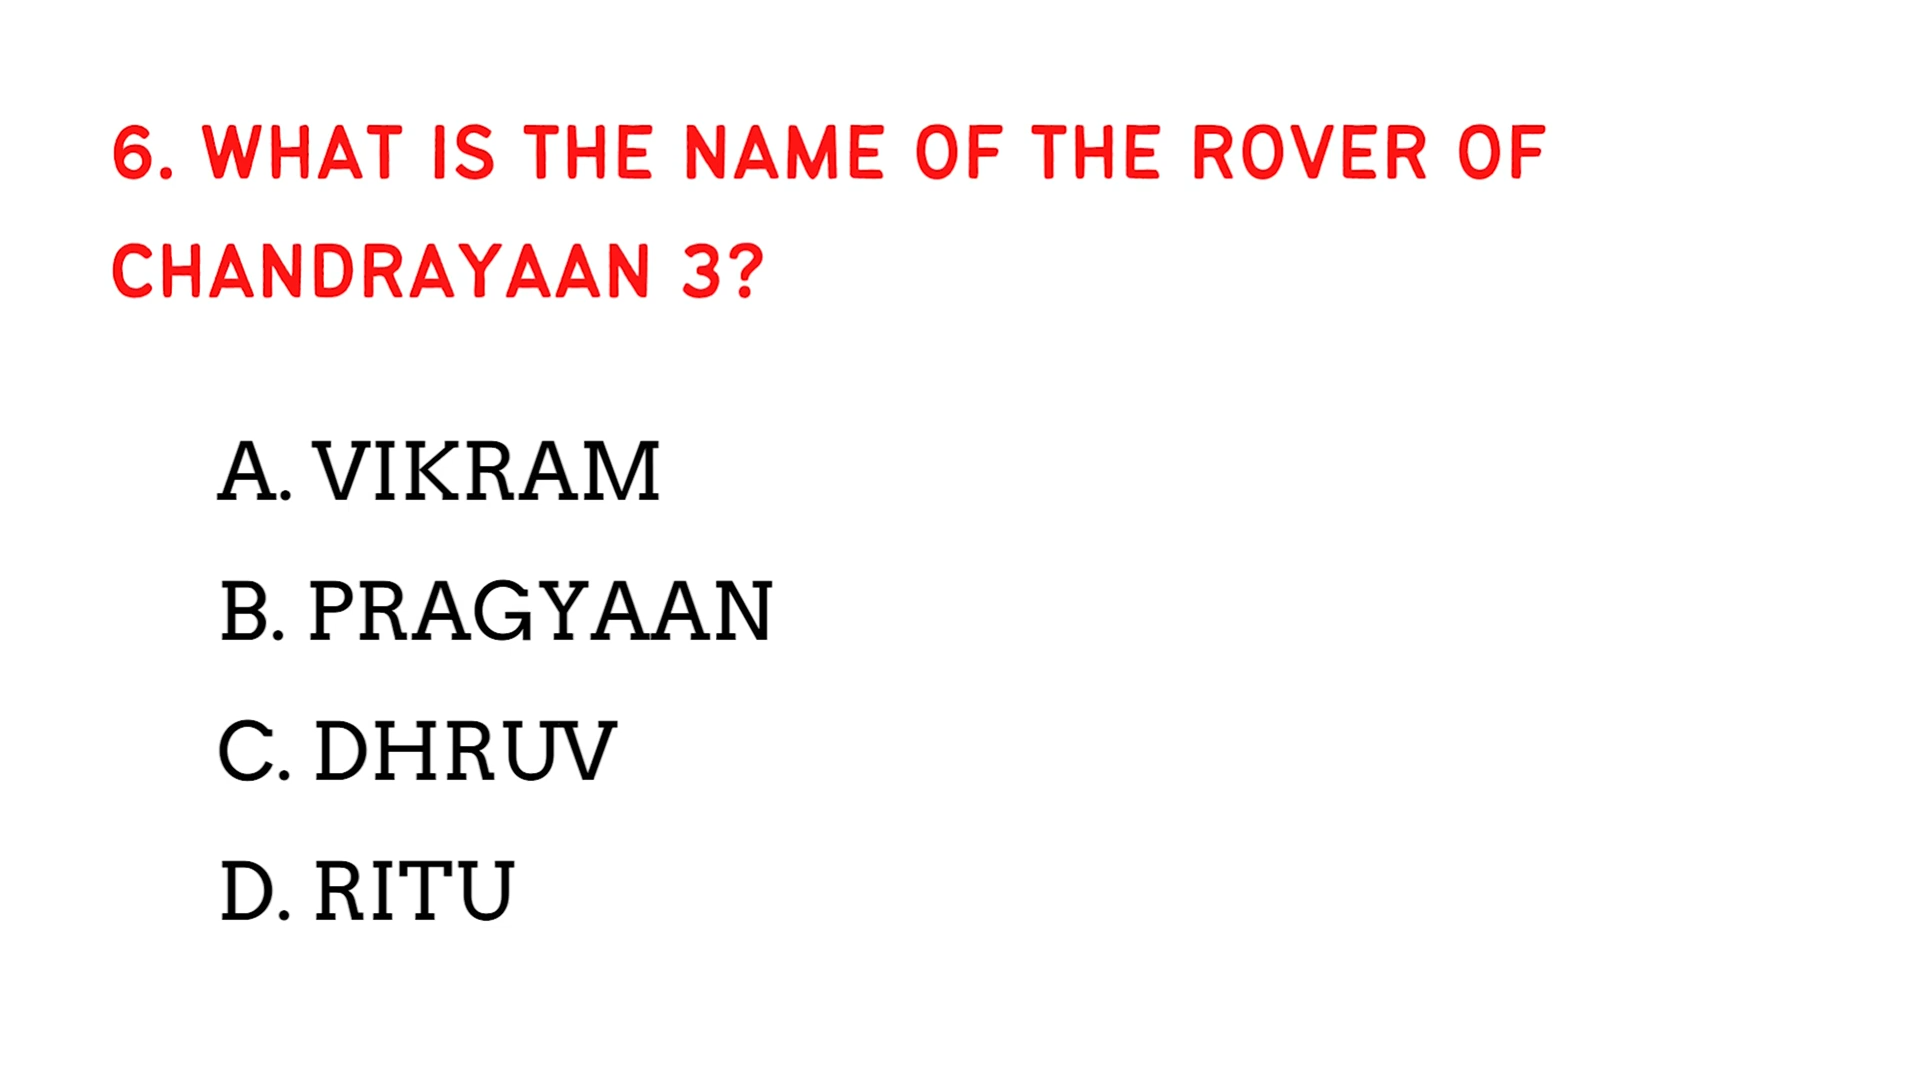 6. WHAT IS THE NAME OF THE ROVER OF
CHANDRAYAAN 3?
A. VIKRAM
B. PRAGYAAN
C. DHRUV
D. RITU